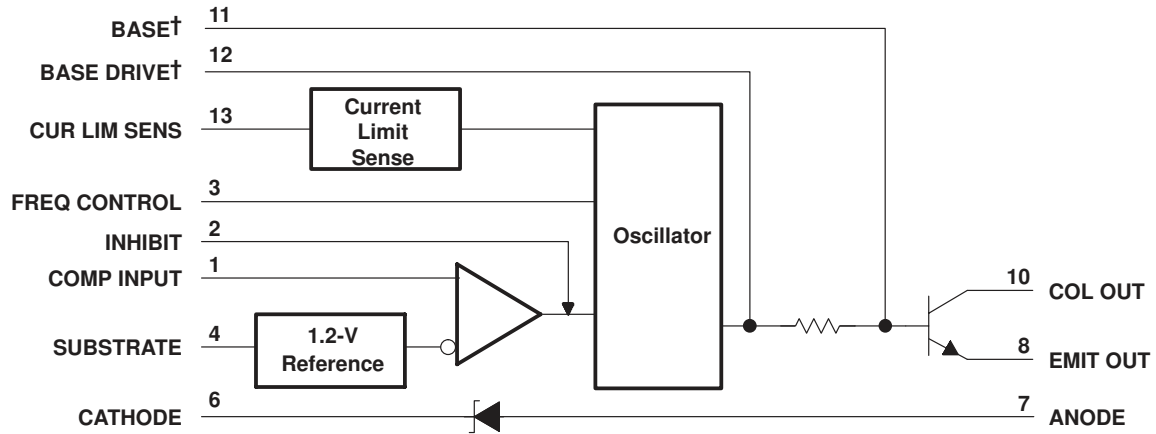 BASE† 11
BASE DRIVE† 12
CUR LIM SENS 13
Current
Limit
Sense
FREQ CONTROL 3
INHIBIT 2
COMP INPUT 1
Oscillator
SUBSTRATE 4
1.2-V
Reference
10 COL OUT
8 EMIT OUT
CATHODE 6
7 ANODE